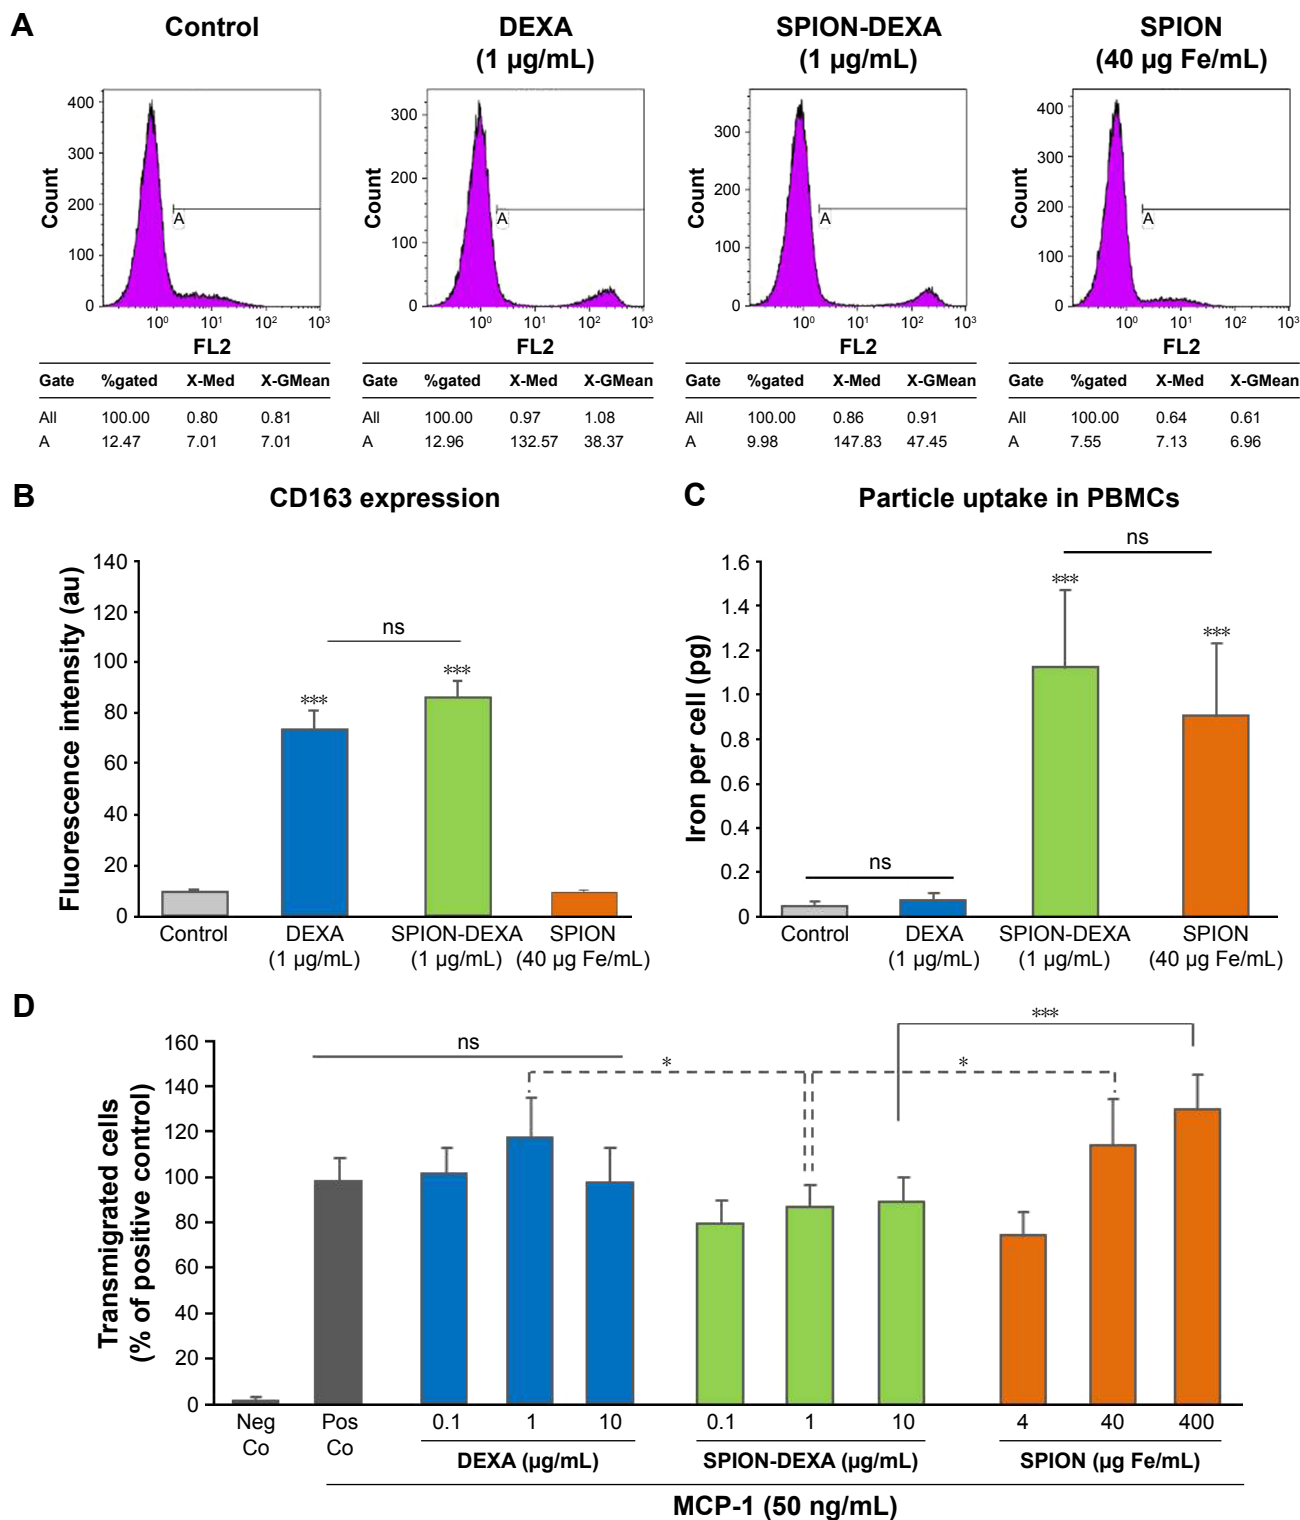 A
Control
DEXA
(1 µg/mL)
SPION-DEXA
(1 µg/mL)
SPION
(40 µg Fe/mL)
Count
400
300
200
100
0
A
10⁰ 10¹ 10² 10³
FL2
Count
300
200
100
0
A
10⁰ 10¹ 10² 10³
FL2
Count
300
200
100
0
A
10⁰ 10¹ 10² 10³
FL2
Count
400
300
200
100
0
A
10⁰ 10¹ 10² 10³
FL2
Gate %gated X-Med X-GMean
All 100.00 0.80 0.81
A 12.47 7.01 7.01
Gate %gated X-Med X-GMean
All 100.00 0.97 1.08
A 12.96 132.57 38.37
Gate %gated X-Med X-GMean
All 100.00 0.86 0.91
A 9.98 147.83 47.45
Gate %gated X-Med X-GMean
All 100.00 0.64 0.61
A 7.55 7.13 6.96
B
CD163 expression
Fluorescence intensity (au)
140
120
100
80
60
40
20
0
***
ns
***
Control
DEXA
(1 µg/mL)
SPION-DEXA
(1 µg/mL)
SPION
(40 µg Fe/mL)
C
Particle uptake in PBMCs
Iron per cell (pg)
1.6
1.4
1.2
1.0
0.8
0.6
0.4
0.2
0
ns
ns
***
***
Control
DEXA
(1 µg/mL)
SPION-DEXA
(1 µg/mL)
SPION
(40 µg Fe/mL)
D
Transmigrated cells
(% of positive control)
160
140
120
100
80
60
40
20
0
ns
*
*
***
Neg
Co
Pos
Co
0.1 1 10
DEXA (µg/mL)
0.1 1 10
SPION-DEXA (µg/mL)
4 40 400
SPION (µg Fe/mL)
MCP-1 (50 ng/mL)